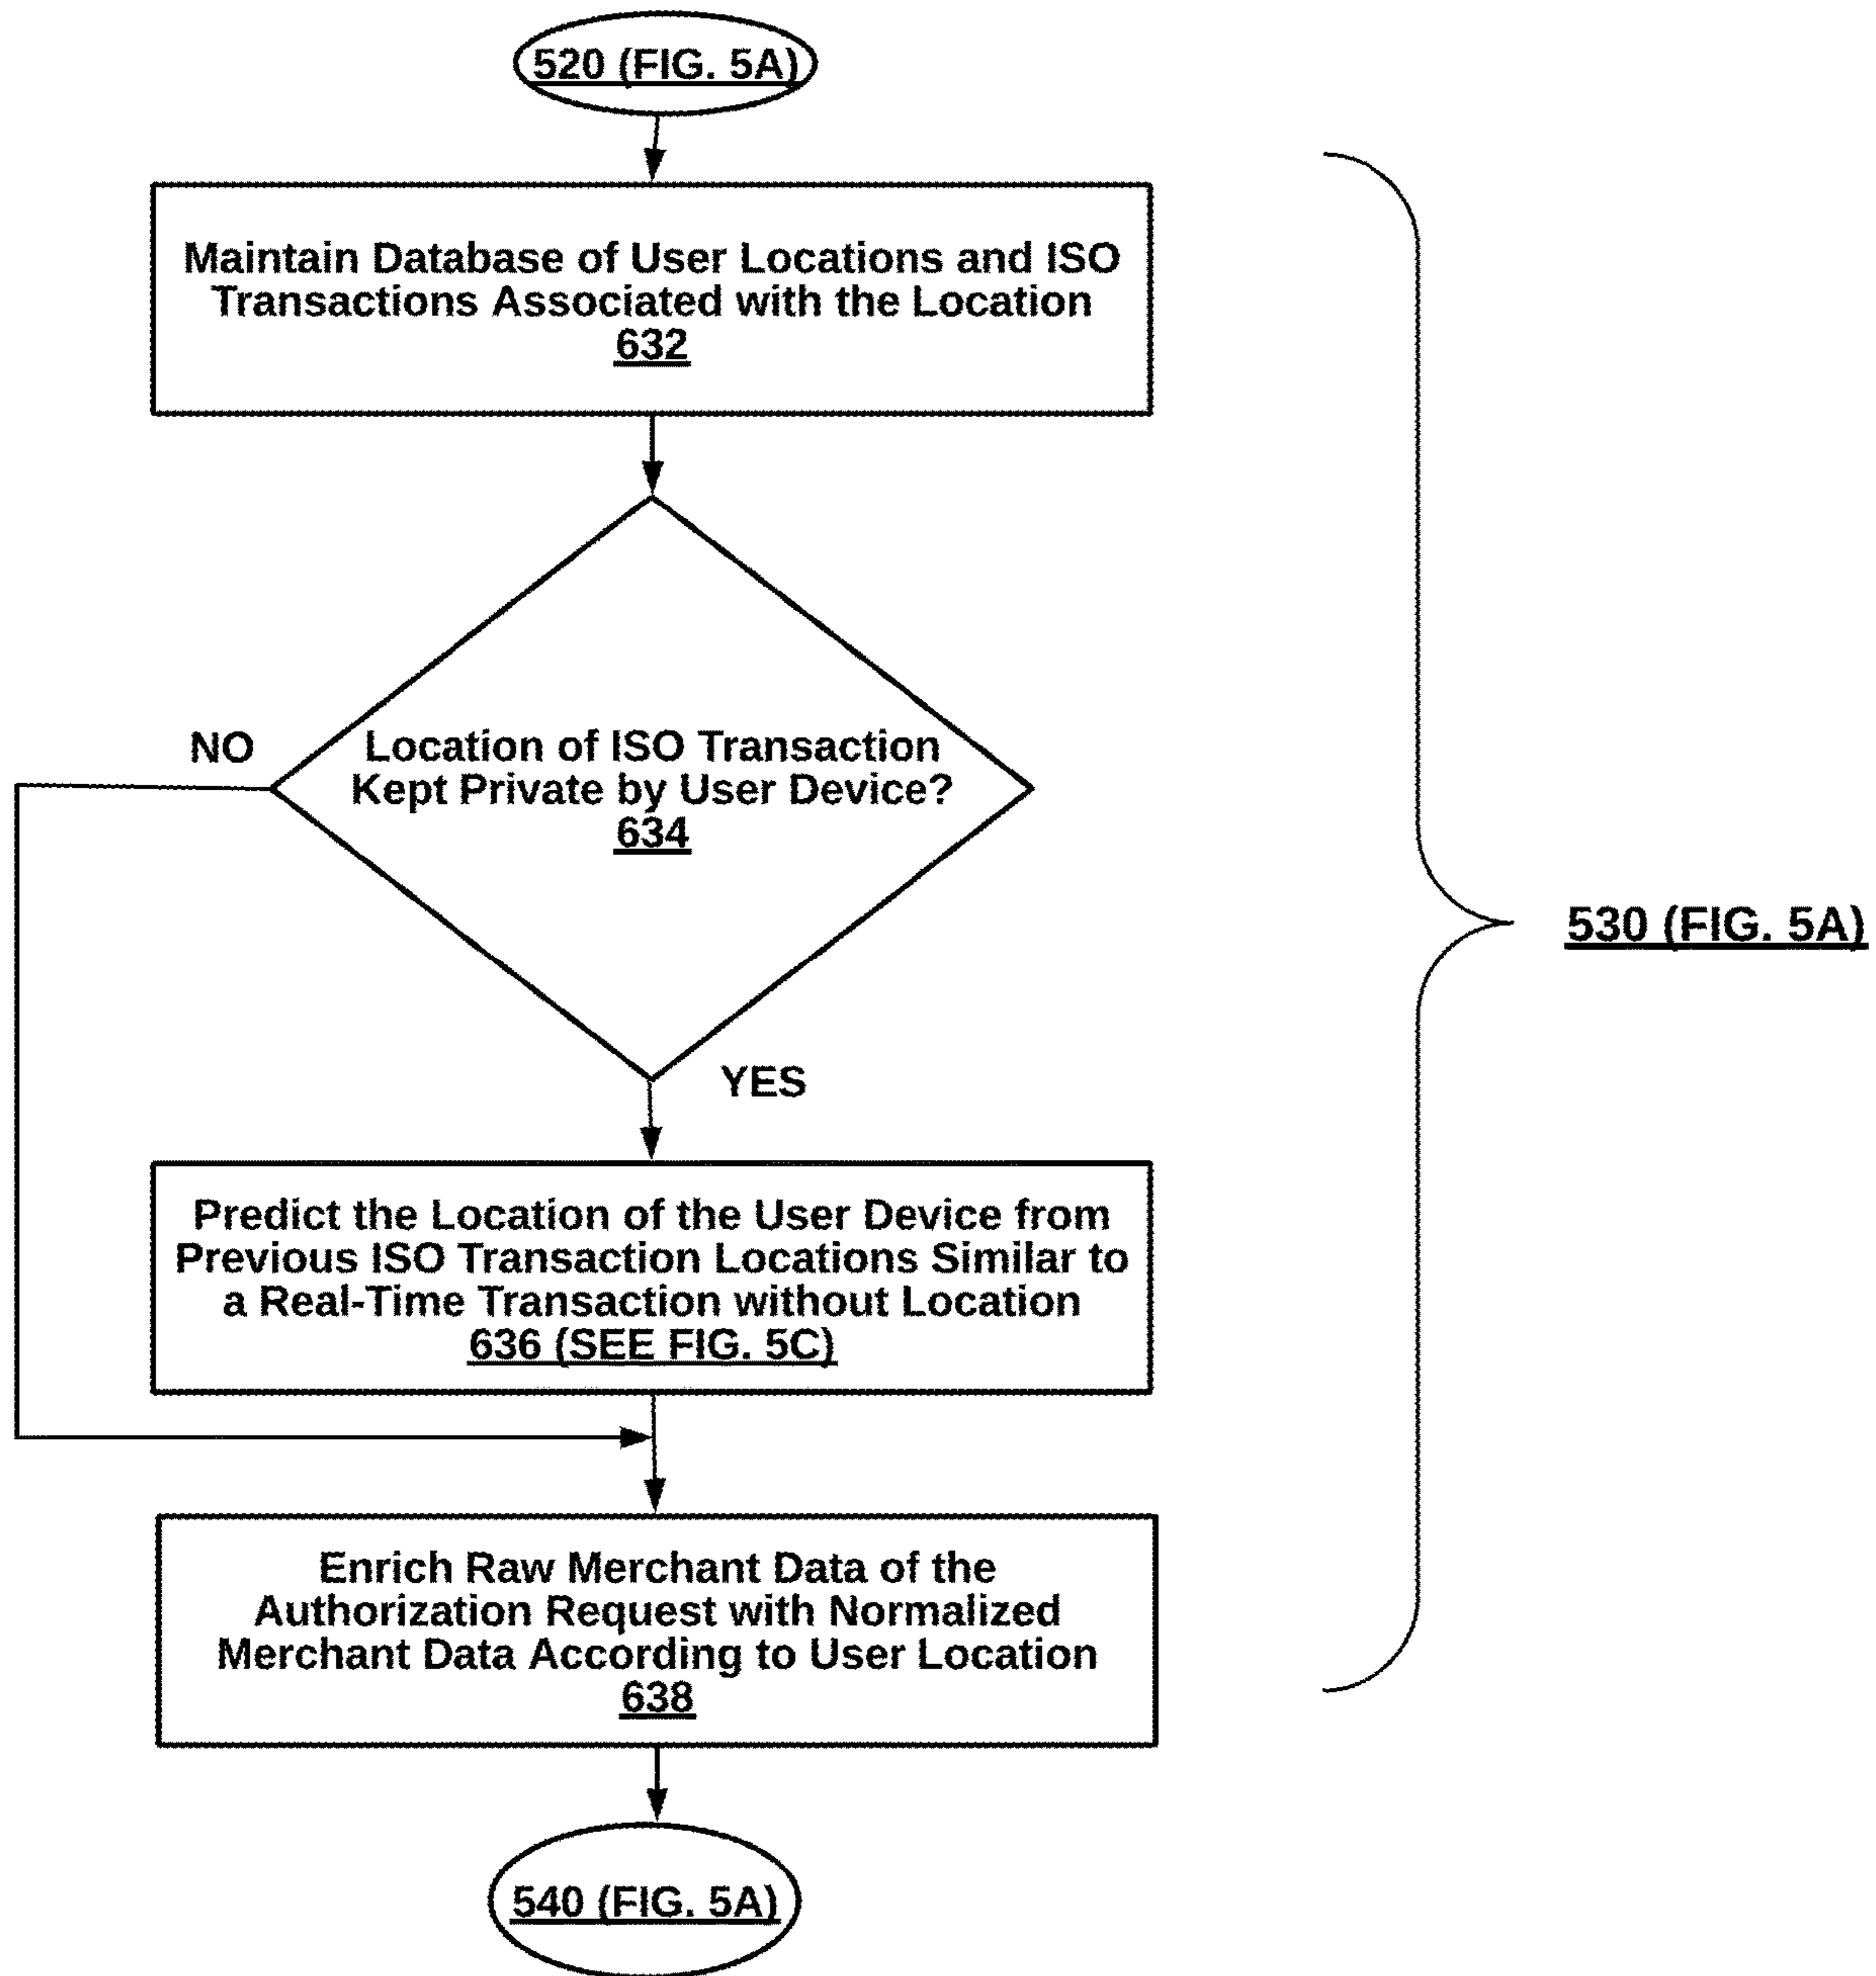 520 (FIG. 5A)
Maintain Database of User Locations and ISO
Transactions Associated with the Location
632
NO
Location of ISO Transaction
Kept Private by User Device?
634
530 (FIG. 5A)
YES
Predict the Location of the User Device from
Previous ISO Transaction Locations Similar to
a Real-Time Transaction without Location
636 (SEE FIG. 5C)
Enrich Raw Merchant Data of the
Authorization Request with Normalized
Merchant Data According to User Location
638
540 (FIG. 5A)